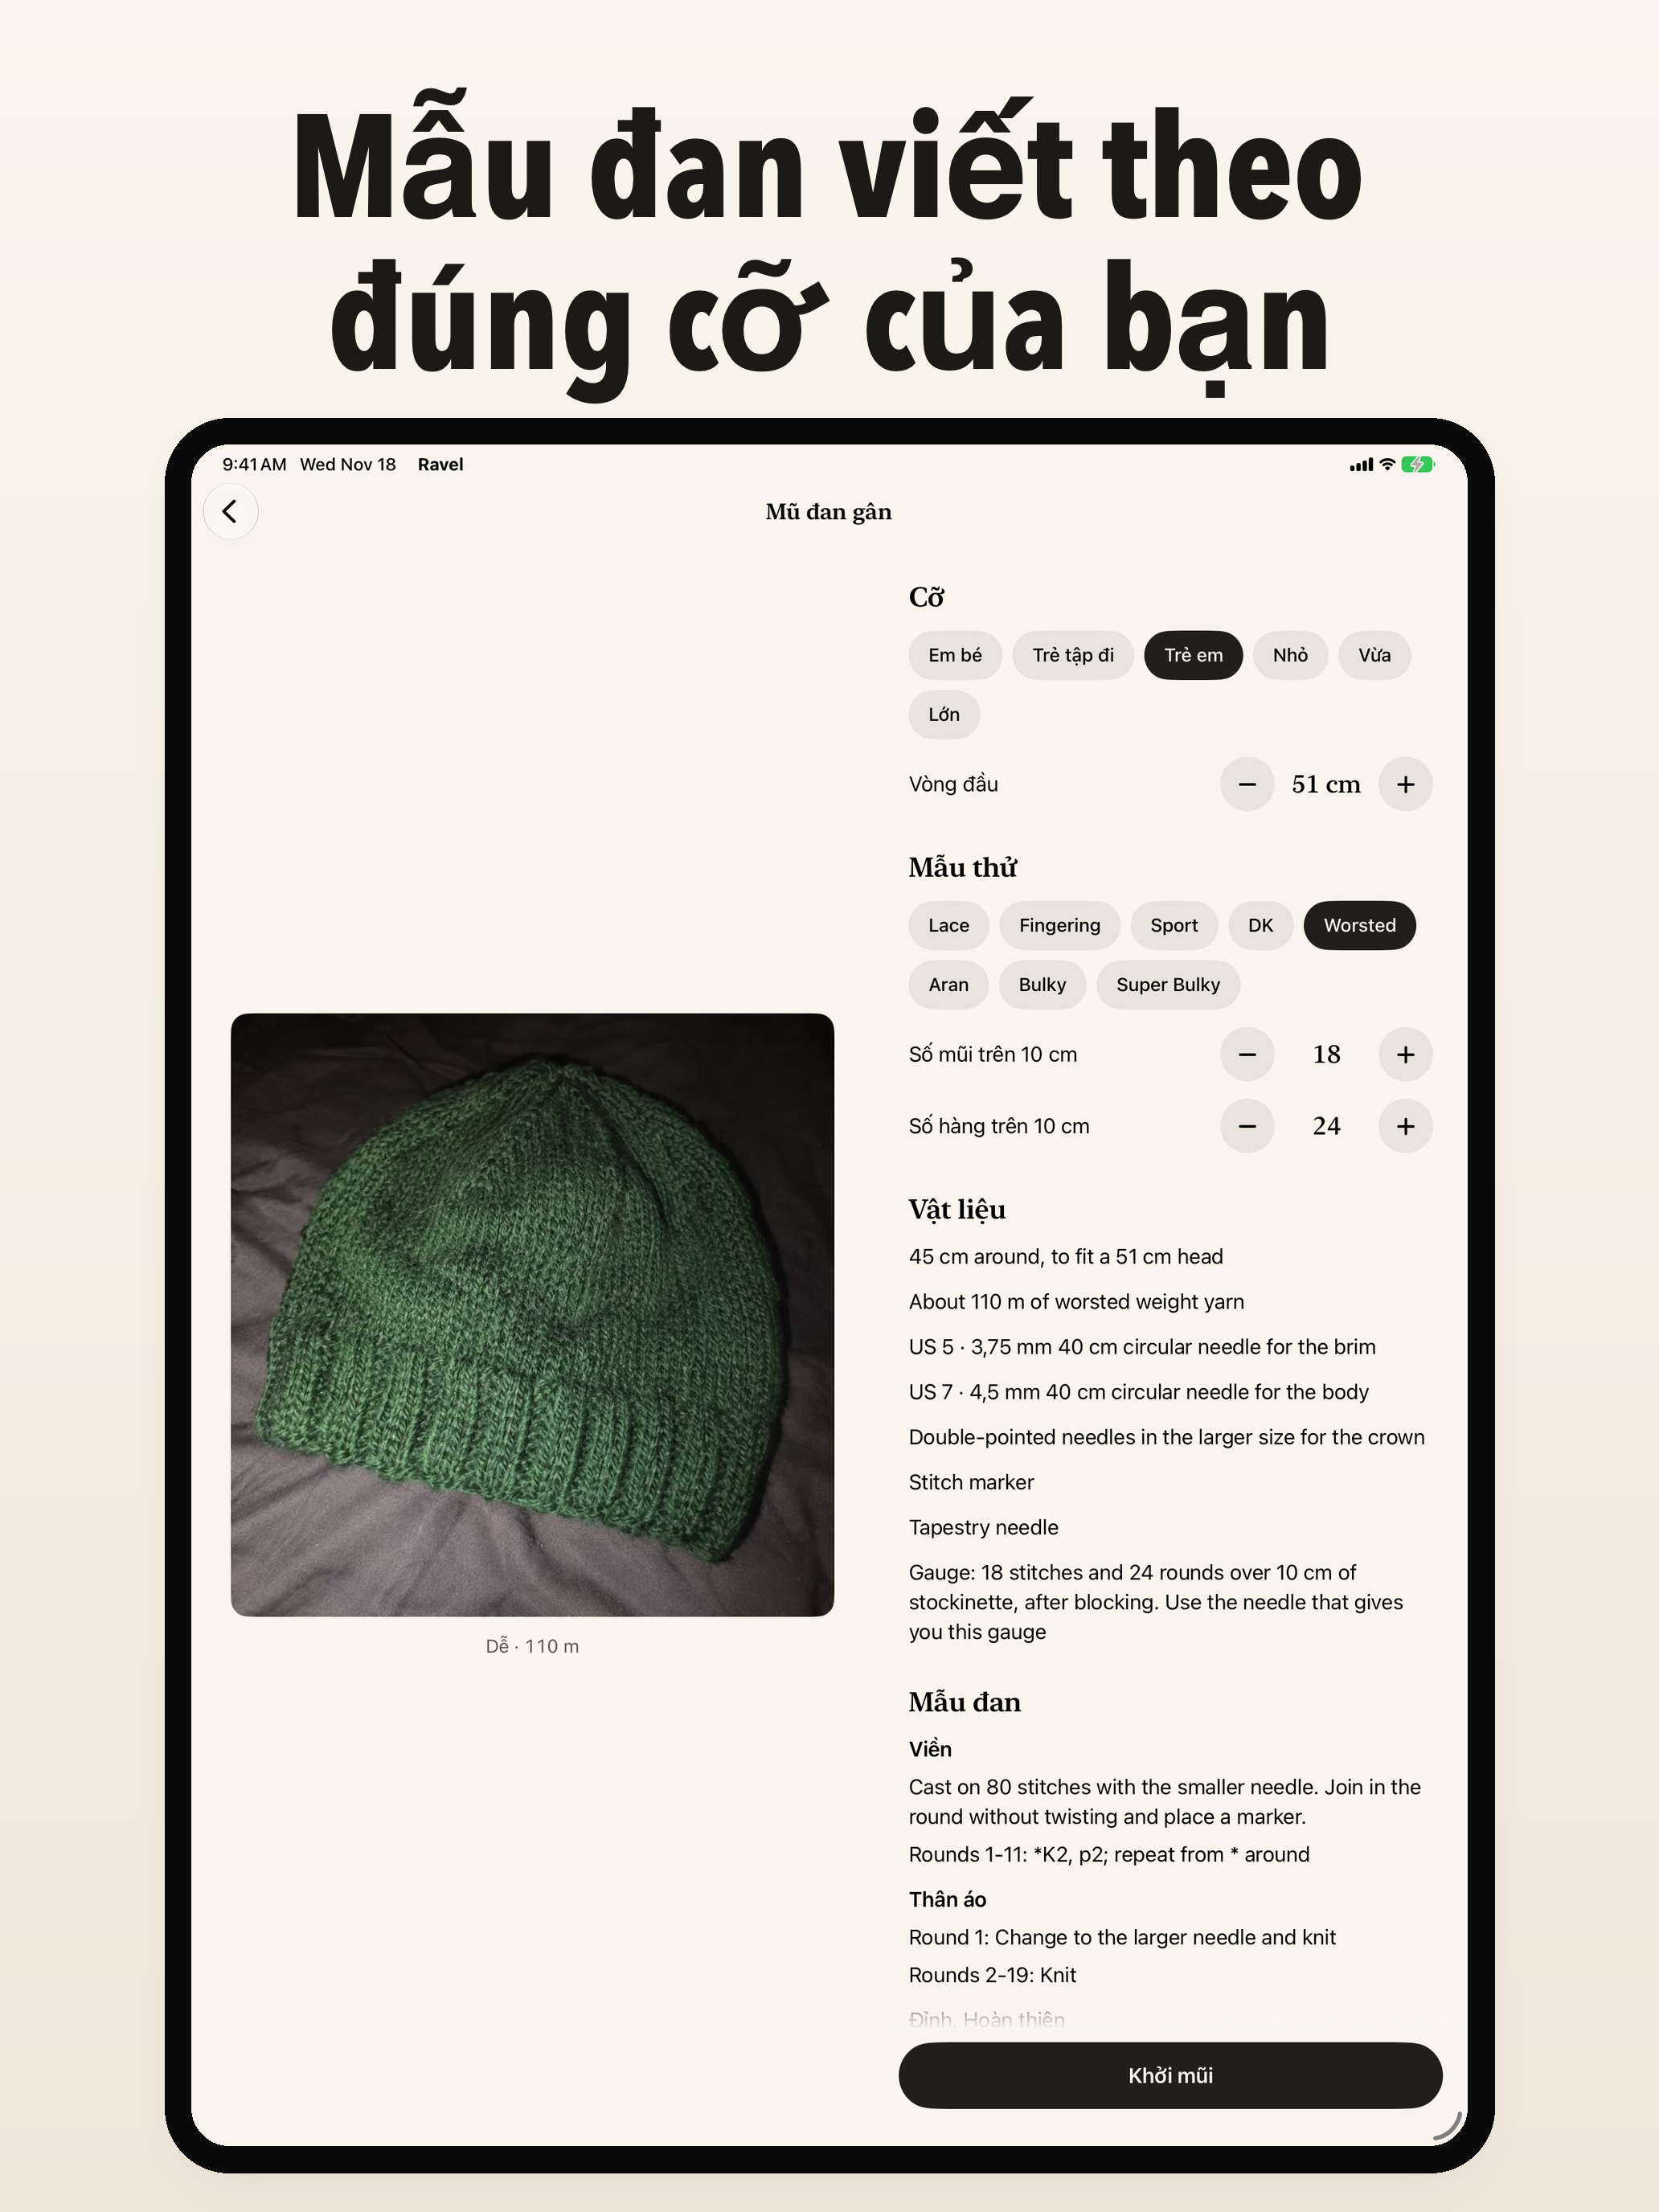 Mẫu đan viết theo
đúng cỡ của bạn
9:41 AM Wed Nov 18 Ravel
Mũ đan gân
Cỡ
Em bé Trẻ tập đi Trẻ em Nhỏ Vừa
Lớn
Vòng đầu 51 cm
Mẫu thử
Lace Fingering Sport DK Worsted
Aran Bulky Super Bulky
Số mũi trên 10 cm 18
Số hàng trên 10 cm 24
Vật liệu
45 cm around, to fit a 51 cm head
About 110 m of worsted weight yarn
US 5 · 3,75 mm 40 cm circular needle for the brim
US 7 · 4,5 mm 40 cm circular needle for the body
Double-pointed needles in the larger size for the crown
Stitch marker
Tapestry needle
Gauge: 18 stitches and 24 rounds over 10 cm of
stockinette, after blocking. Use the needle that gives
you this gauge
Dễ · 110 m
Mẫu đan
Viền
Cast on 80 stitches with the smaller needle. Join in the
round without twisting and place a marker.
Rounds 1-11: *K2, p2; repeat from * around
Thân áo
Round 1: Change to the larger needle and knit
Rounds 2-19: Knit
Đỉnh, Hoàn thiện
Khởi mũi